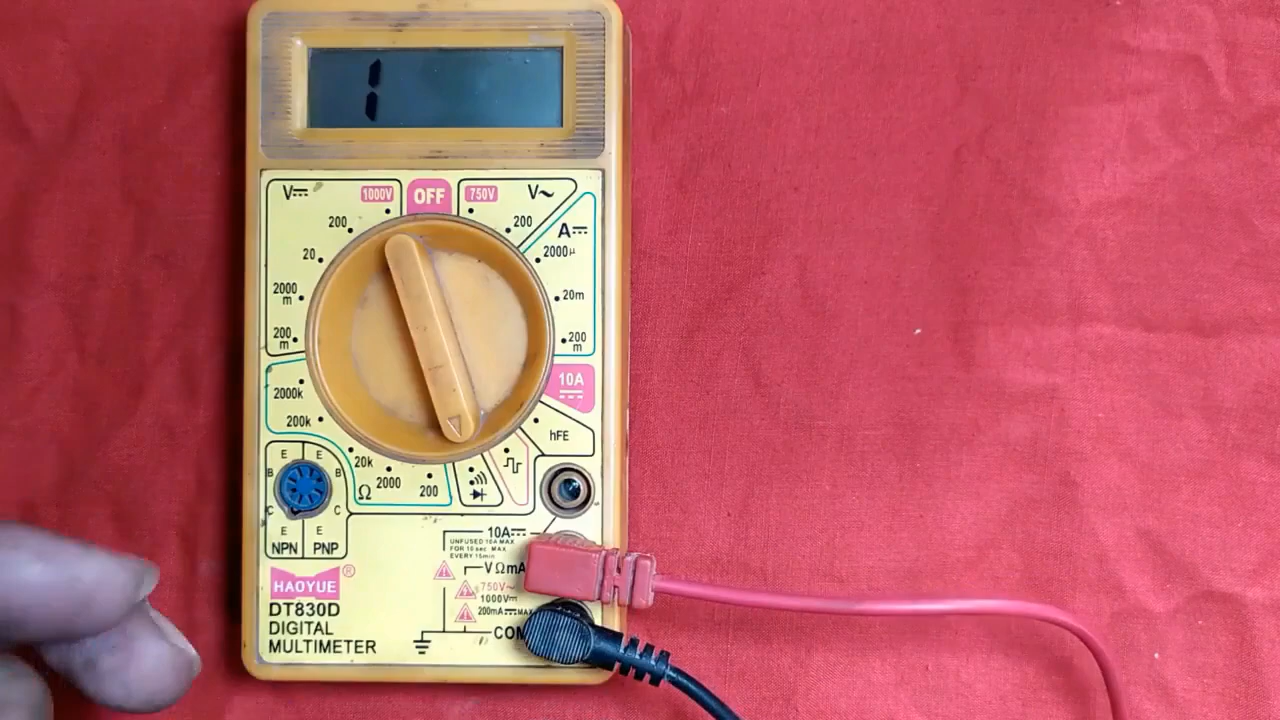 1
V⎓ 1000V OFF 750V V~
200 200
A⎓
20 2000µ
2000
m 20m
200
m 200
m
10A
⎓
2000k
200k hFE
20k
Ω 2000 200
E E
B B
C C
E E
NPN PNP
10A⎓
UNFUSED 10A MAX
FOR 10 sec MAX
EVERY 15min
VΩmA
750V~
1000V⎓
200mA⎓MAX
COM
HAOYUE ®
DT830D
DIGITAL
MULTIMETER